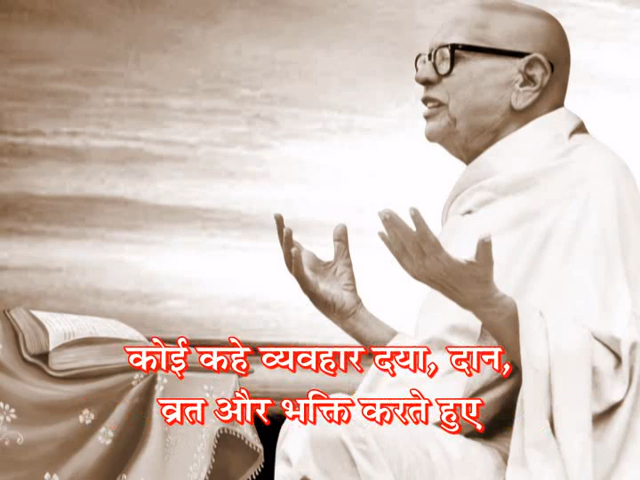 कोई कहे व्यवहार दया, दान,
व्रत और भक्ति करते हुए